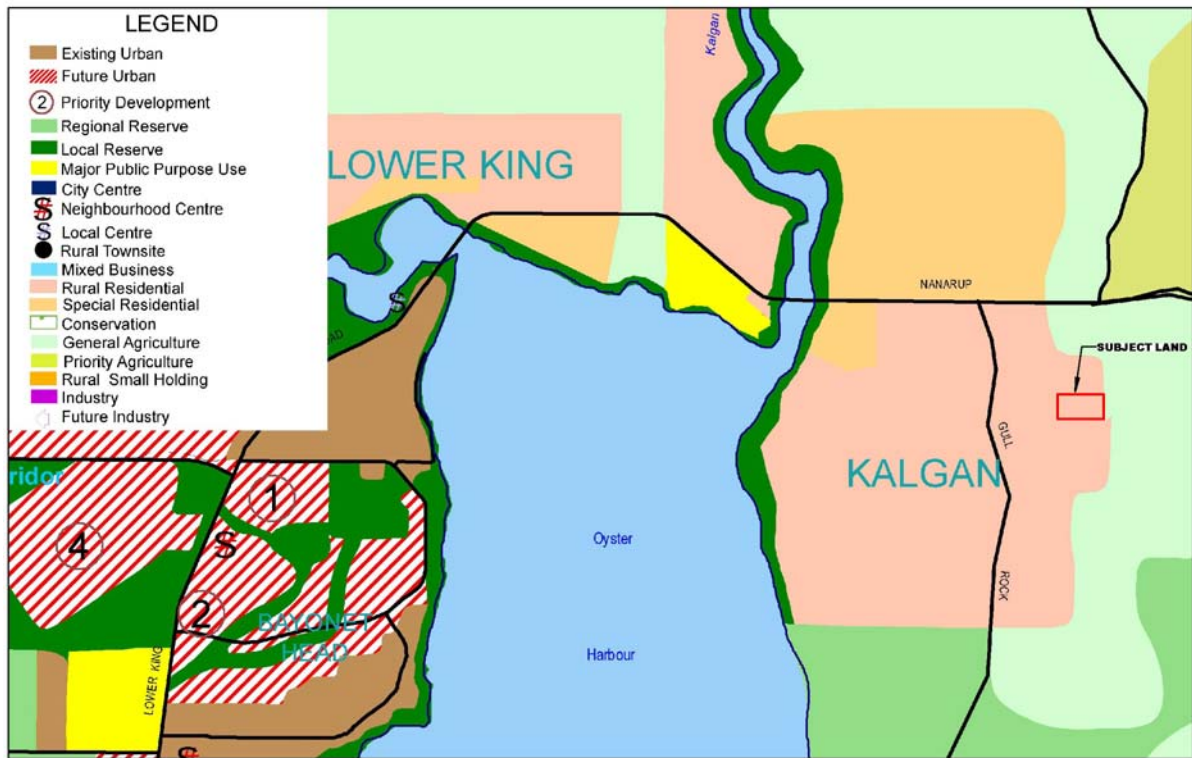 LEGEND
Existing Urban
Future Urban
2 Priority Development
Regional Reserve
Local Reserve
Major Public Purpose Use
City Centre
S Neighbourhood Centre
S Local Centre
Rural Townsite
Mixed Business
Rural Residential
Special Residential
Conservation
General Agriculture
Priority Agriculture
Rural Small Holding
Industry
Future Industry
Kalgan
LOWER KING
NANARUP
SUBJECT LAND
S
AD
GULL
KALGAN
ridor
1
4
S
Oyster
ROCK
2
BAYONET
HEAD
Harbour
LOWER KING
S